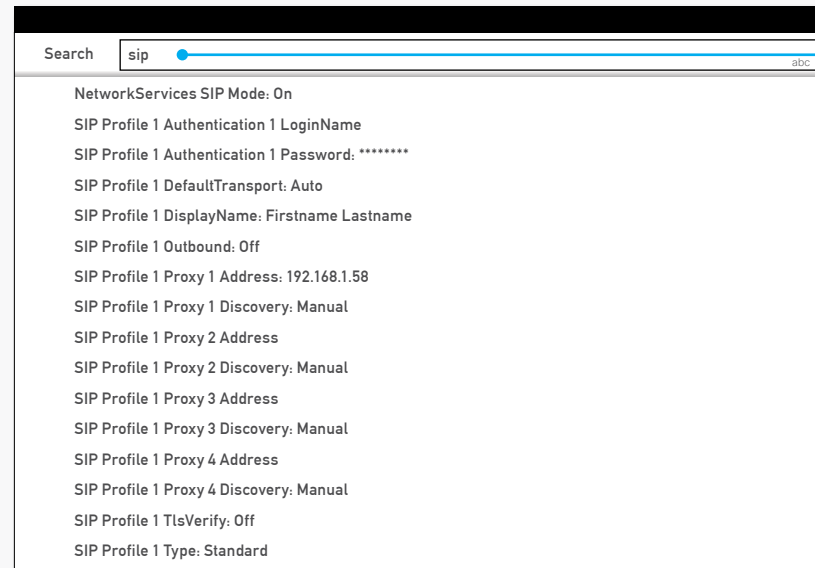 Search sip
abc
NetworkServices SIP Mode: On
SIP Profile 1 Authentication 1 LoginName
SIP Profile 1 Authentication 1 Password: ********
SIP Profile 1 DefaultTransport: Auto
SIP Profile 1 DisplayName: Firstname Lastname
SIP Profile 1 Outbound: Off
SIP Profile 1 Proxy 1 Address: 192.168.1.58
SIP Profile 1 Proxy 1 Discovery: Manual
SIP Profile 1 Proxy 2 Address
SIP Profile 1 Proxy 2 Discovery: Manual
SIP Profile 1 Proxy 3 Address
SIP Profile 1 Proxy 3 Discovery: Manual
SIP Profile 1 Proxy 4 Address
SIP Profile 1 Proxy 4 Discovery: Manual
SIP Profile 1 TlsVerify: Off
SIP Profile 1 Type: Standard